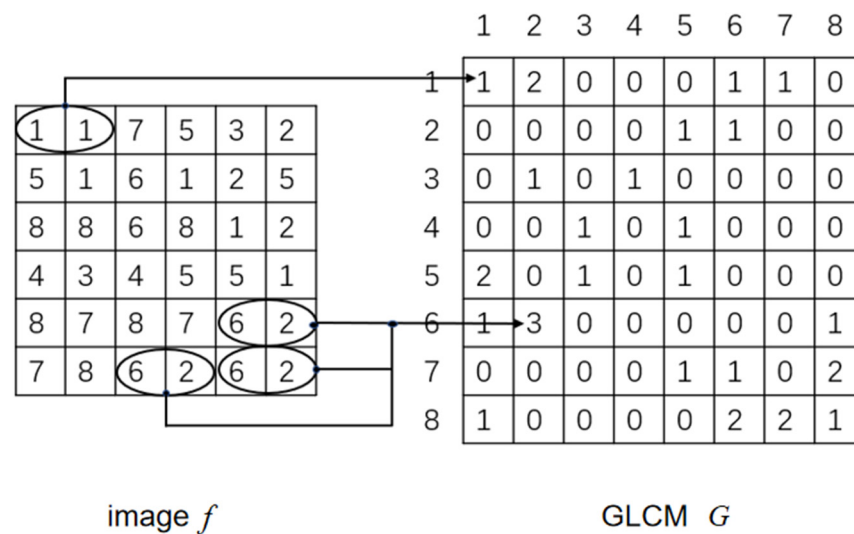 1 2 3 4 5 6 7 8
1 1 2 0 0 0 1 1 0
1 1 7 5 3 2
2 0 0 0 0 1 1 0 0
5 1 6 1 2 5
3 0 1 0 1 0 0 0 0
8 8 6 8 1 2
4 0 0 1 0 1 0 0 0
4 3 4 5 5 1
5 2 0 1 0 1 0 0 0
8 7 8 7 6 2
6 1 3 0 0 0 0 0 1
7 8 6 2 6 2
7 0 0 0 0 1 1 0 2
8 1 0 0 0 0 2 2 1
image f
GLCM G